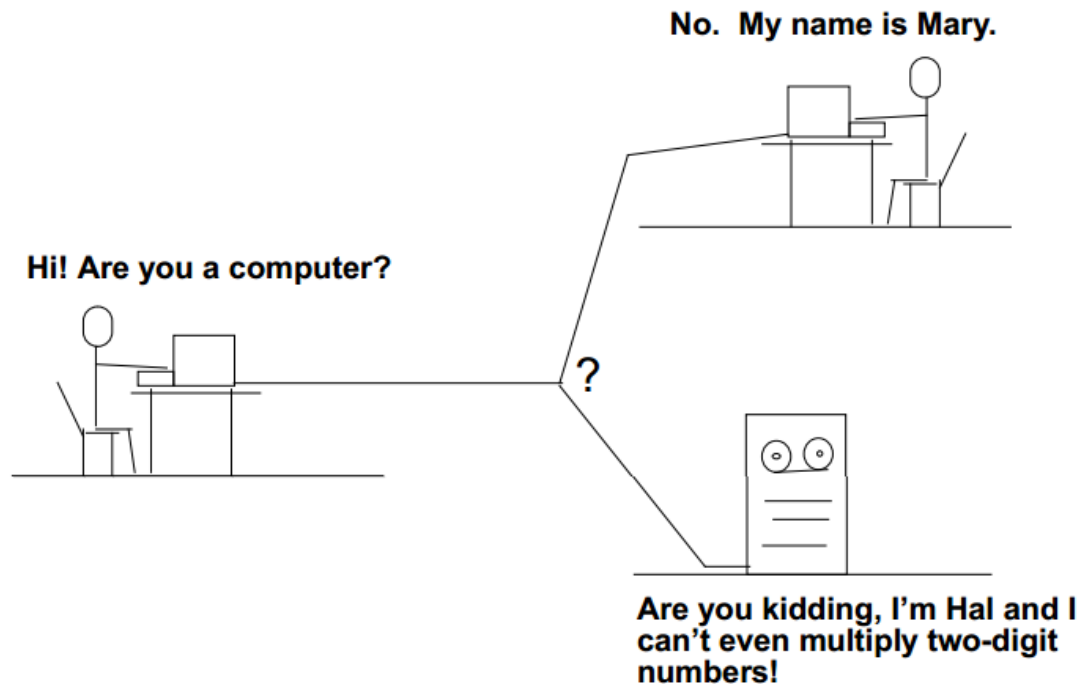 No. My name is Mary.
Hi! Are you a computer?
?
Are you kidding, I'm Hal and I
can't even multiply two-digit
numbers!